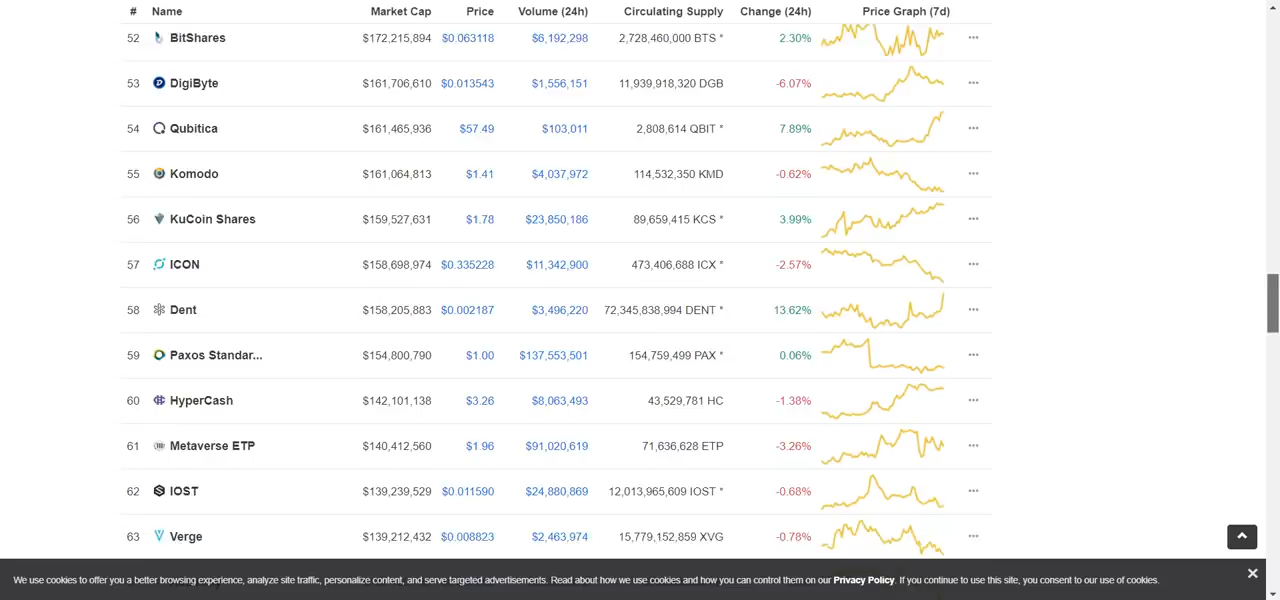 # Name Market Cap Price Volume (24h) Circulating Supply Change (24h) Price Graph (7d)
52 BitShares $172,215,894 $0.063118 $6,192,298 2,728,460,000 BTS * 2.30%
53 DigiByte $161,706,610 $0.013543 $1,556,151 11,939,918,320 DGB -6.07%
54 Qubitica $161,465,936 $57.49 $103,011 2,808,614 QBIT * 7.89%
55 Komodo $161,064,813 $1.41 $4,037,972 114,532,350 KMD -0.62%
56 KuCoin Shares $159,527,631 $1.78 $23,850,186 89,659,415 KCS * 3.99%
57 ICON $158,698,974 $0.335228 $11,342,900 473,406,688 ICX * -2.57%
58 Dent $158,205,883 $0.002187 $3,496,220 72,345,838,994 DENT * 13.62%
59 Paxos Standar... $154,800,790 $1.00 $137,553,501 154,759,499 PAX * 0.06%
60 HyperCash $142,101,138 $3.26 $8,063,493 43,529,781 HC -1.38%
61 Metaverse ETP $140,412,560 $1.96 $91,020,619 71,636,628 ETP -3.26%
62 IOST $139,239,529 $0.011590 $24,880,869 12,013,965,609 IOST * -0.68%
63 Verge $139,212,432 $0.008823 $2,463,974 15,779,152,859 XVG -0.78%
We use cookies to offer you a better browsing experience, analyze site traffic, personalize content, and serve targeted advertisements. Read about how we use cookies and how you can control them on our Privacy Policy. If you continue to use this site, you consent to our use of cookies.